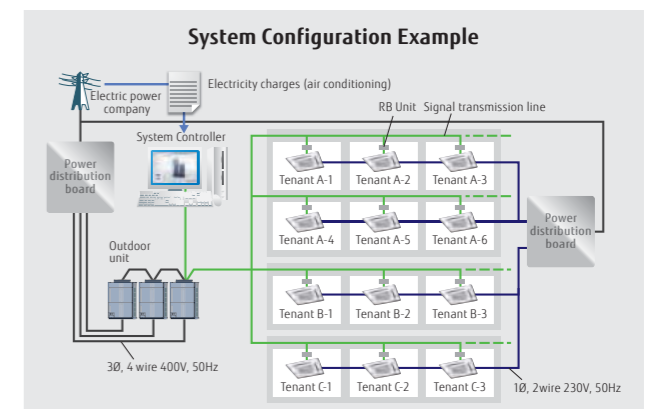 System Configuration Example
Electricity charges (air conditioning)
Electric power
company
RB Unit
Signal transmission line
System Controller
Power
distribution
board
Tenant A-1
Tenant A-2
Tenant A-3
Tenant A-4
Tenant A-5
Tenant A-6
Power
distribution
board
Outdoor
unit
Tenant B-1
Tenant B-2
Tenant B-3
3Ø, 4 wire 400V, 50Hz
Tenant C-1
Tenant C-2
Tenant C-3
1Ø, 2wire 230V, 50Hz